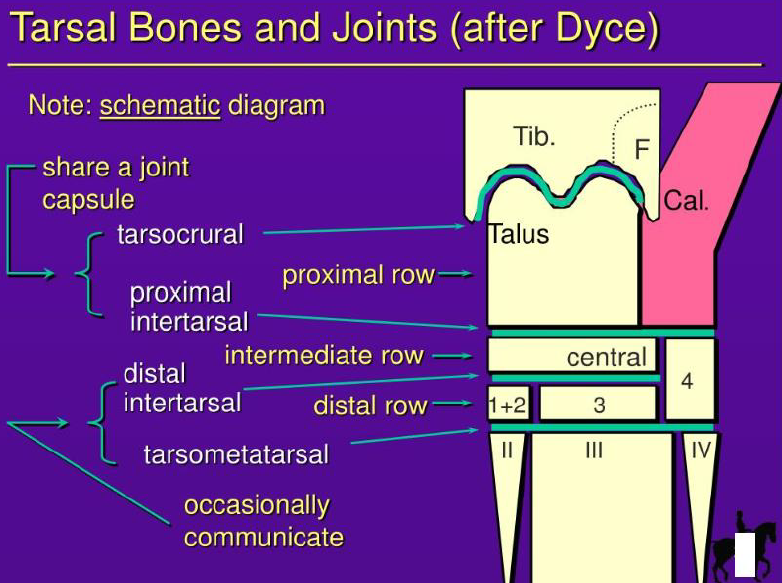 Tarsal Bones and Joints (after Dyce)
Note: schematic diagram
share a joint
capsule
tarsocrural
proximal row
proximal
intertarsal
intermediate row
distal
intertarsal
distal row
tarsometatarsal
occasionally
communicate
Tib.
F
Cal.
Talus
central
4
1+2
3
II
III
IV